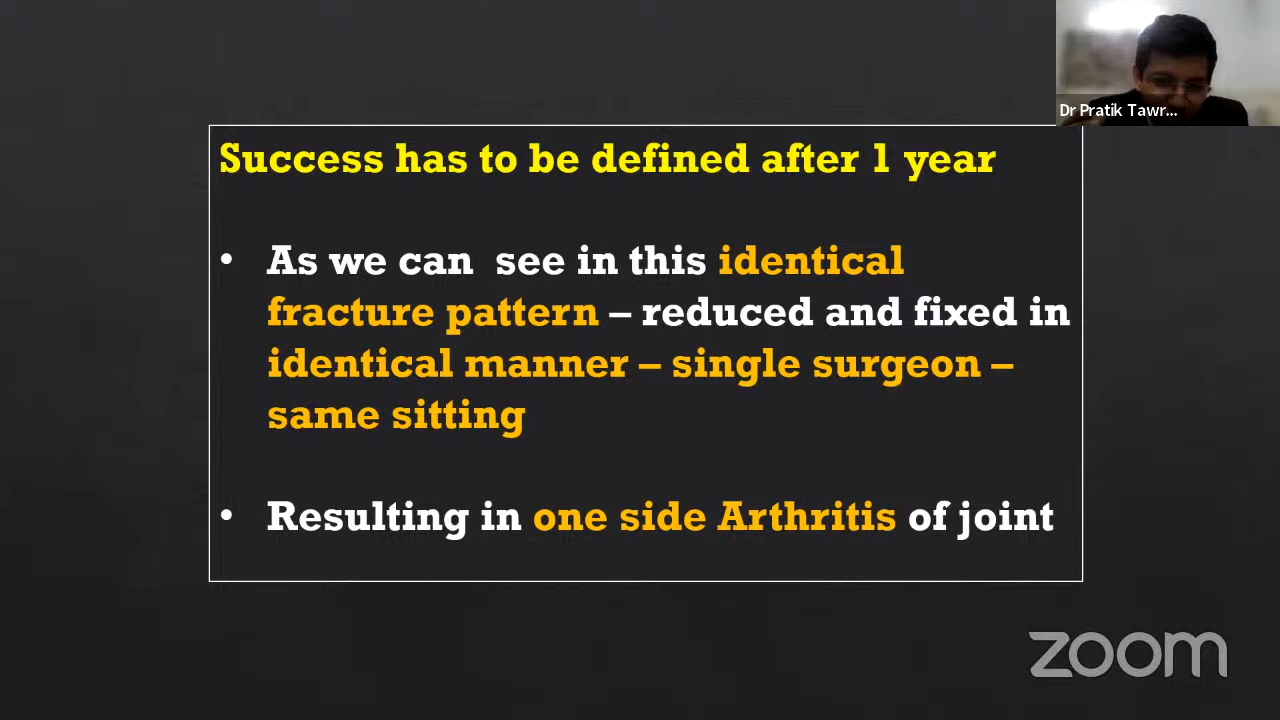 Dr Pratik Tawr...
Success has to be defined after 1 year
• As we can see in this identical
fracture pattern – reduced and fixed in
identical manner – single surgeon –
same sitting
• Resulting in one side Arthritis of joint
zoom